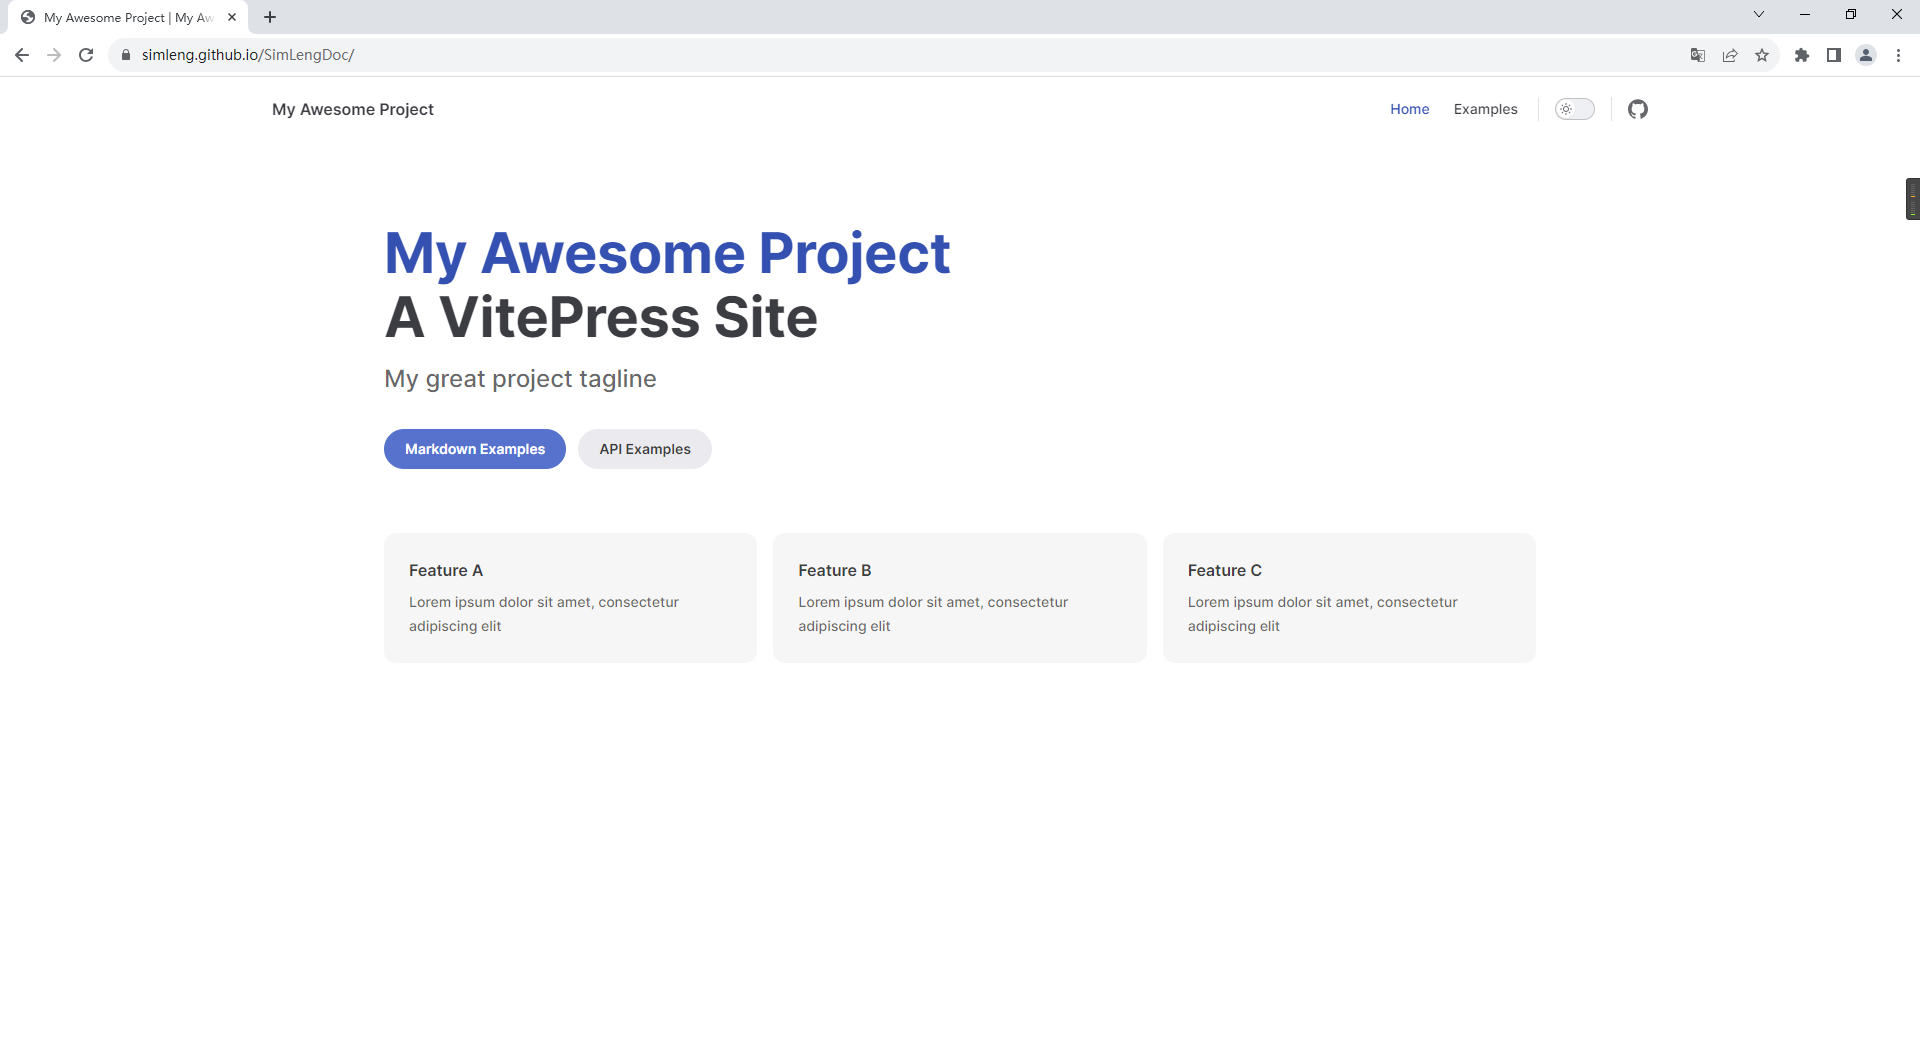 My Awesome Project | My Aw
simleng.github.io/SimLengDoc/
My Awesome Project
Home
Examples
My Awesome Project
A VitePress Site
My great project tagline
Markdown Examples
API Examples
Feature A
Lorem ipsum dolor sit amet, consectetur
adipiscing elit
Feature B
Lorem ipsum dolor sit amet, consectetur
adipiscing elit
Feature C
Lorem ipsum dolor sit amet, consectetur
adipiscing elit